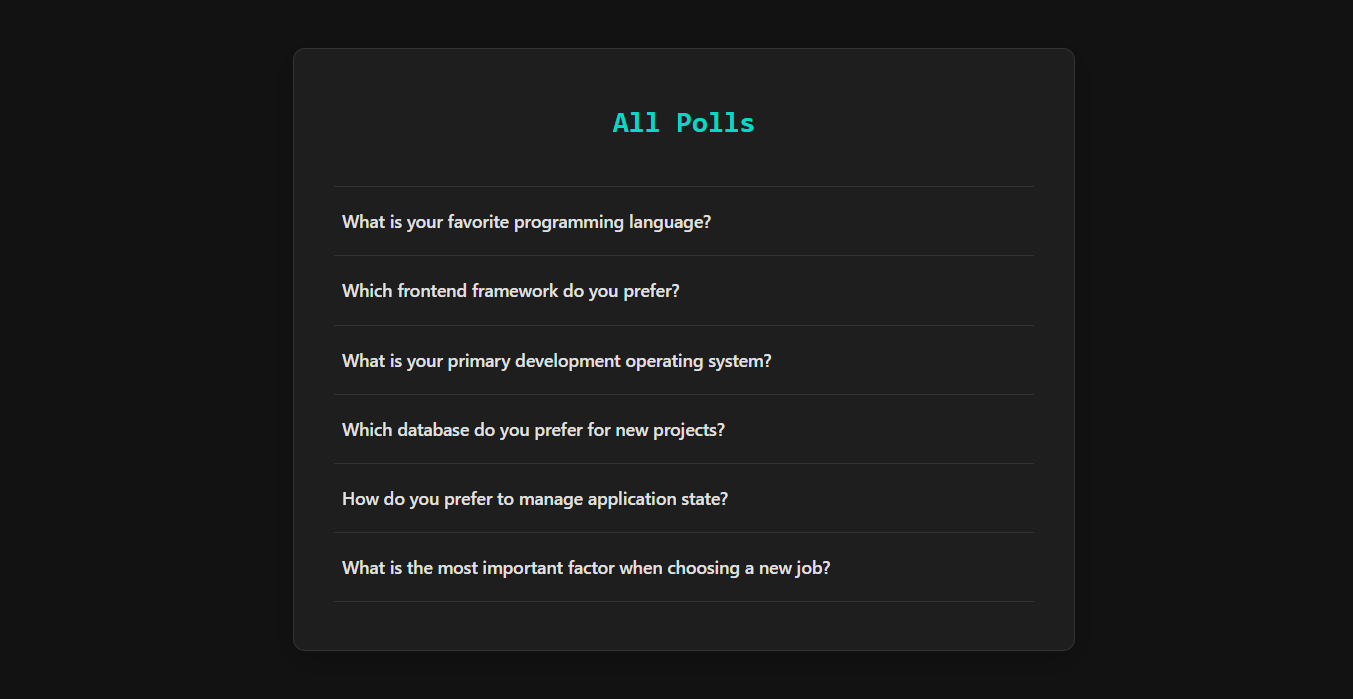 All Polls
What is your favorite programming language?
Which frontend framework do you prefer?
What is your primary development operating system?
Which database do you prefer for new projects?
How do you prefer to manage application state?
What is the most important factor when choosing a new job?